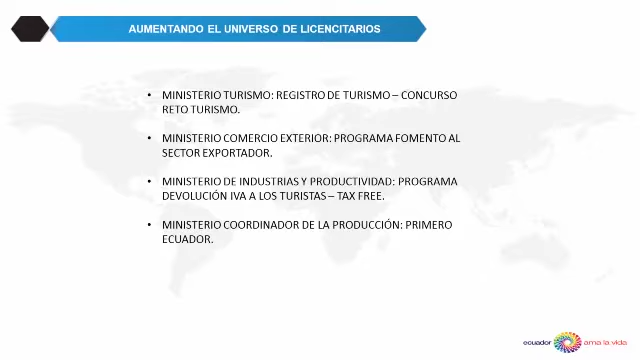 AUMENTANDO EL UNIVERSO DE LICENCITARIOS
• MINISTERIO TURISMO: REGISTRO DE TURISMO – CONCURSO
RETO TURISMO.
• MINISTERIO COMERCIO EXTERIOR: PROGRAMA FOMENTO AL
SECTOR EXPORTADOR.
• MINISTERIO DE INDUSTRIAS Y PRODUCTIVIDAD: PROGRAMA
DEVOLUCIÓN IVA A LOS TURISTAS – TAX FREE.
• MINISTERIO COORDINADOR DE LA PRODUCCIÓN: PRIMERO
ECUADOR.
ecuador ama la vida